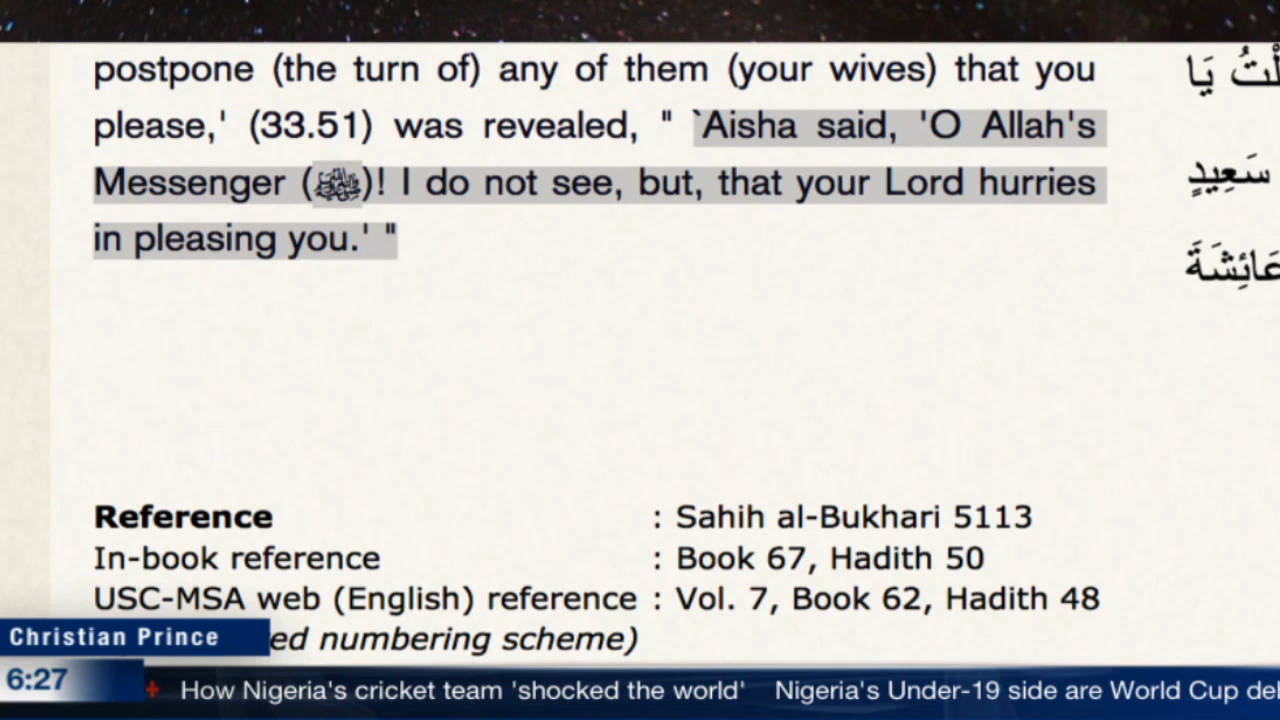 postpone (the turn of) any of them (your wives) that you
please,' (33.51) was revealed, " `Aisha said, 'O Allah's
Messenger (ﷺ)! I do not see, but, that your Lord hurries
in pleasing you.' "
يَا
سَعِيدٍ
عَائِشَةَ
Reference : Sahih al-Bukhari 5113
In-book reference : Book 67, Hadith 50
USC-MSA web (English) reference : Vol. 7, Book 62, Hadith 48
ed numbering scheme)
Christian Prince
6:27
How Nigeria's cricket team 'shocked the world' Nigeria's Under-19 side are World Cup de